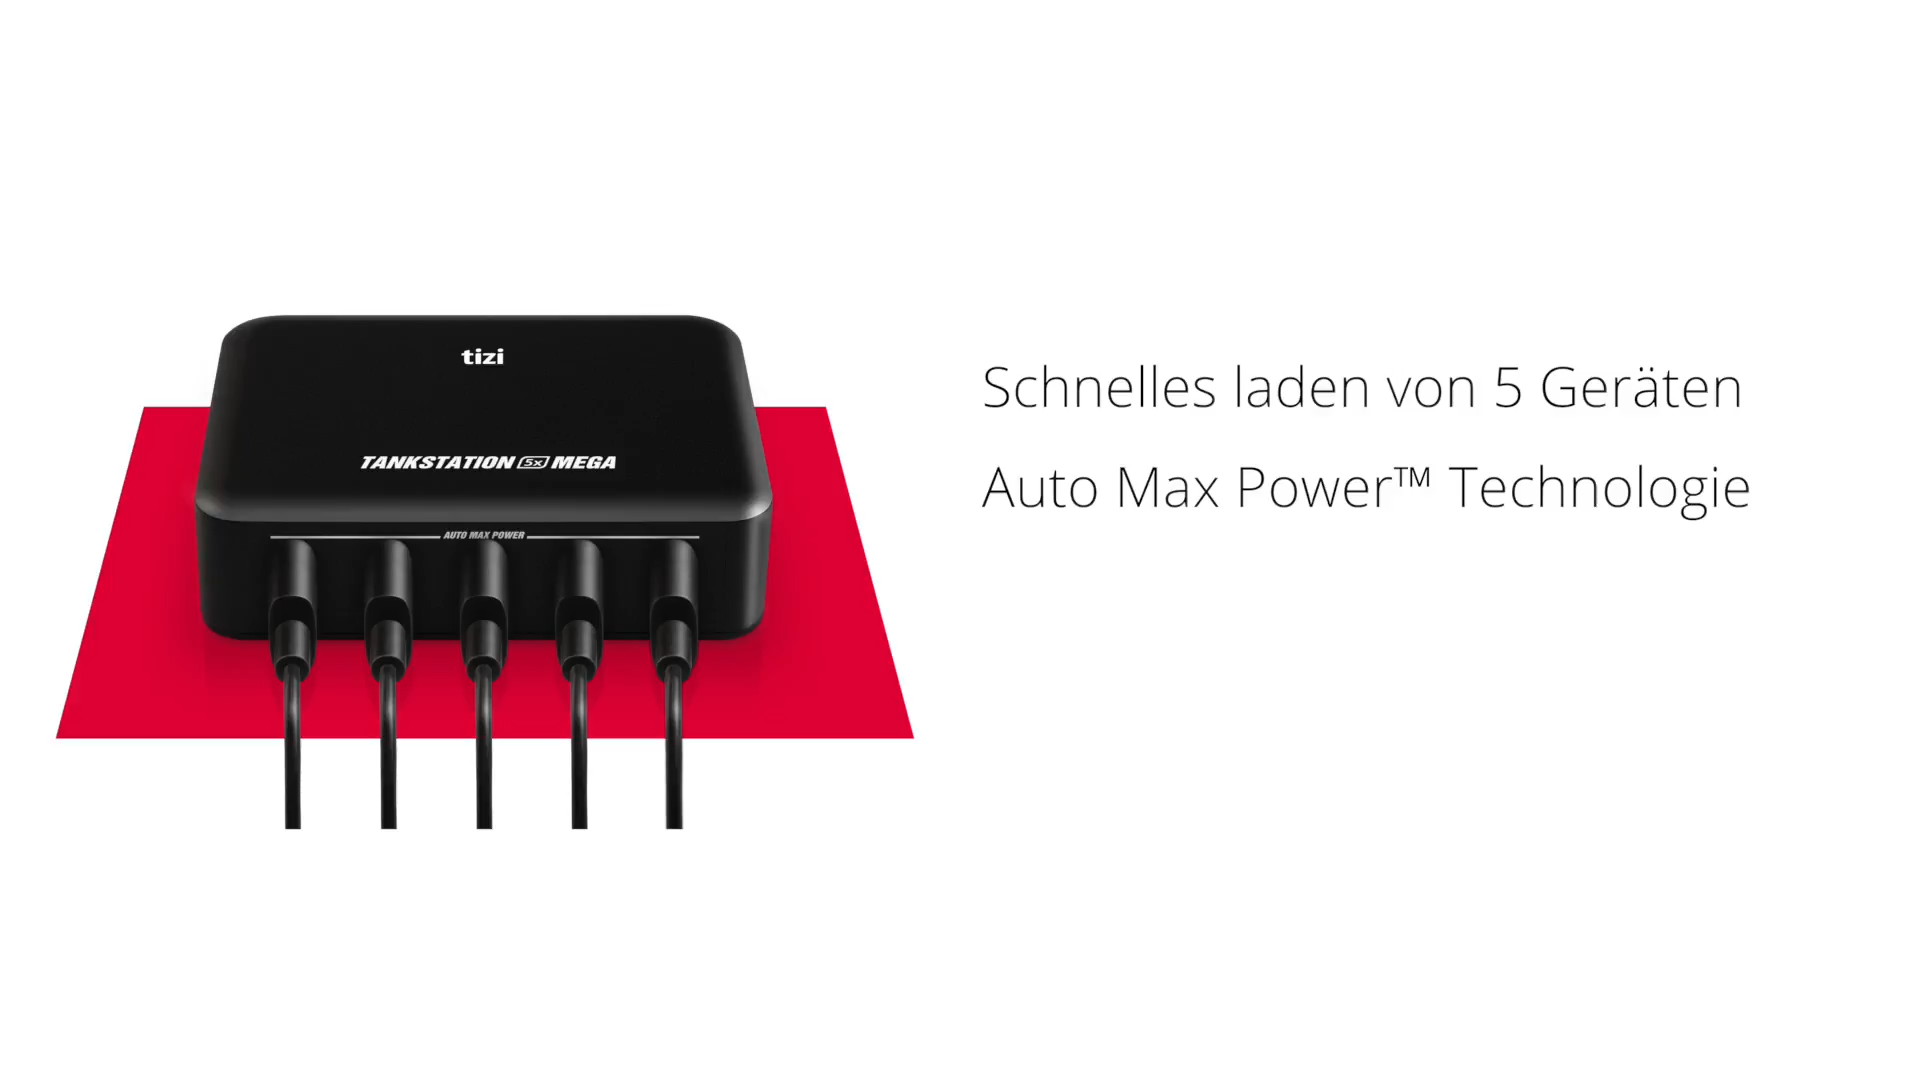 tizi
TANKSTATION 5x MEGA
AUTO MAX POWER
Schnelles laden von 5 Geräten
Auto Max Power™ Technologie